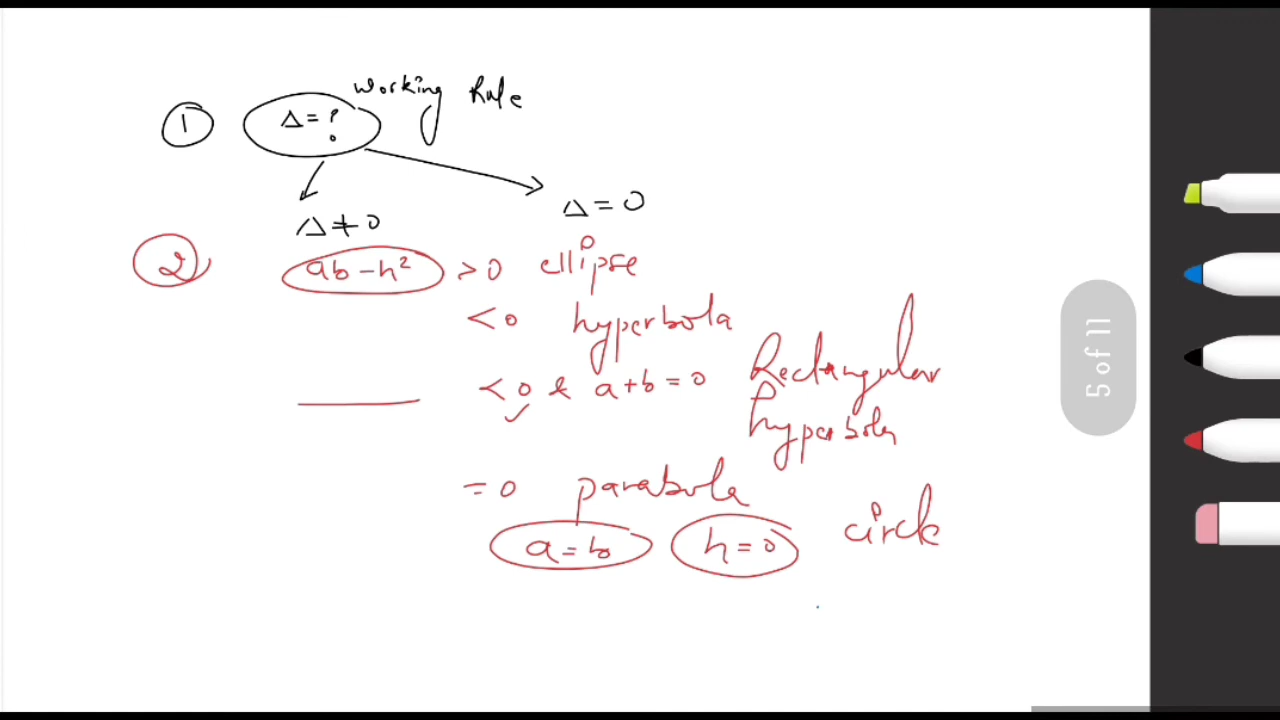 Working Rule
① Δ = ?
Δ ≠ 0
Δ = 0
② ab - h² > 0 ellipse
< 0 hyperbola
< 0 & a + b = 0 Rectangular
hyperbola
= 0 parabola
a = b h = 0 circle
5 of 11